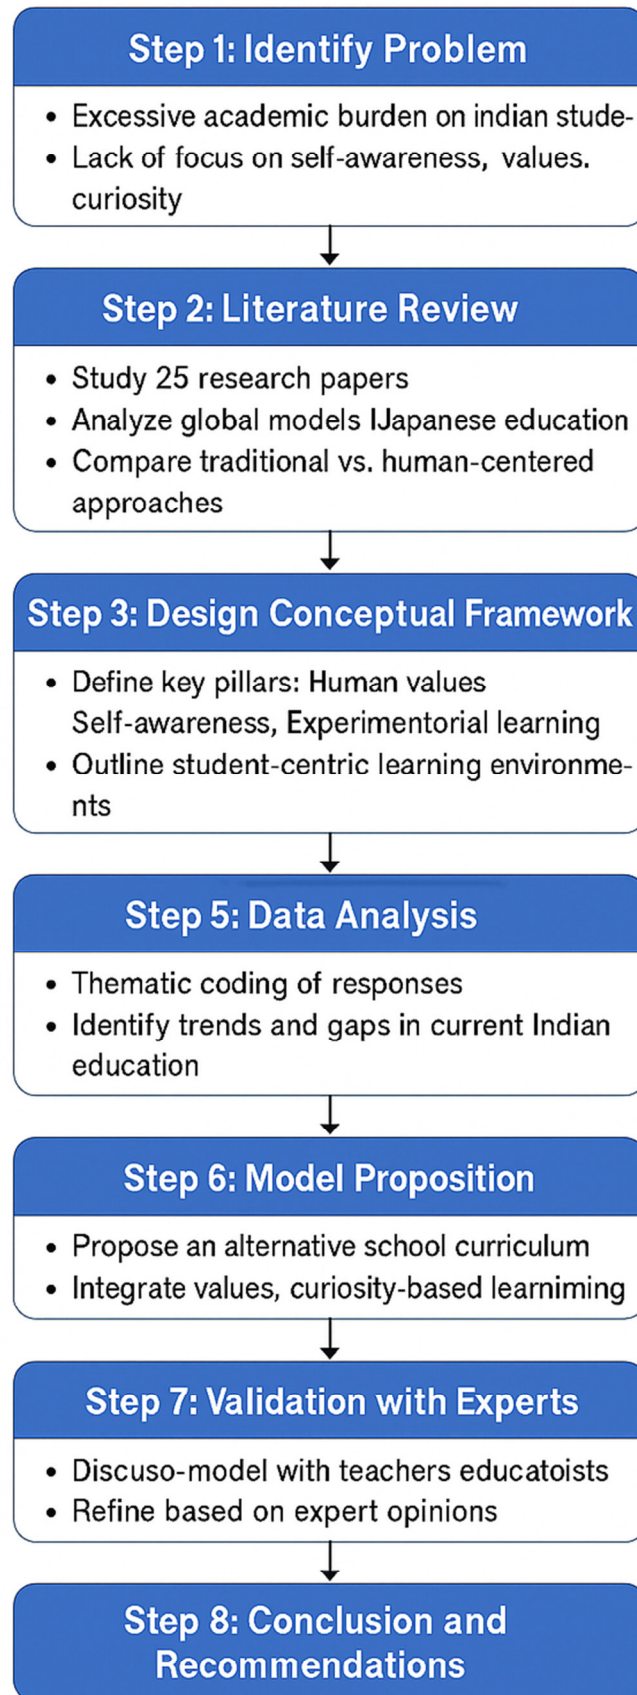 Step 1: Identify Problem
• Excessive academic burden on indian stude-
• Lack of focus on self-awareness, values.
curiosity
Step 2: Literature Review
• Study 25 research papers
• Analyze global models IJapanese education
• Compare traditional vs. human-centered
approaches
Step 3: Design Conceptual Framework
• Define key pillars: Human values
Self-awareness, Experimentorial learning
• Outline student-centric learning environme-
nts
Step 5: Data Analysis
• Thematic coding of responses
• Identify trends and gaps in current Indian
education
Step 6: Model Proposition
• Propose an alternative school curriculum
• Integrate values, curiosity-based learniming
Step 7: Validation with Experts
• Discuso-model with teachers educatoists
• Refine based on expert opinions
Step 8: Conclusion and
Recommendations